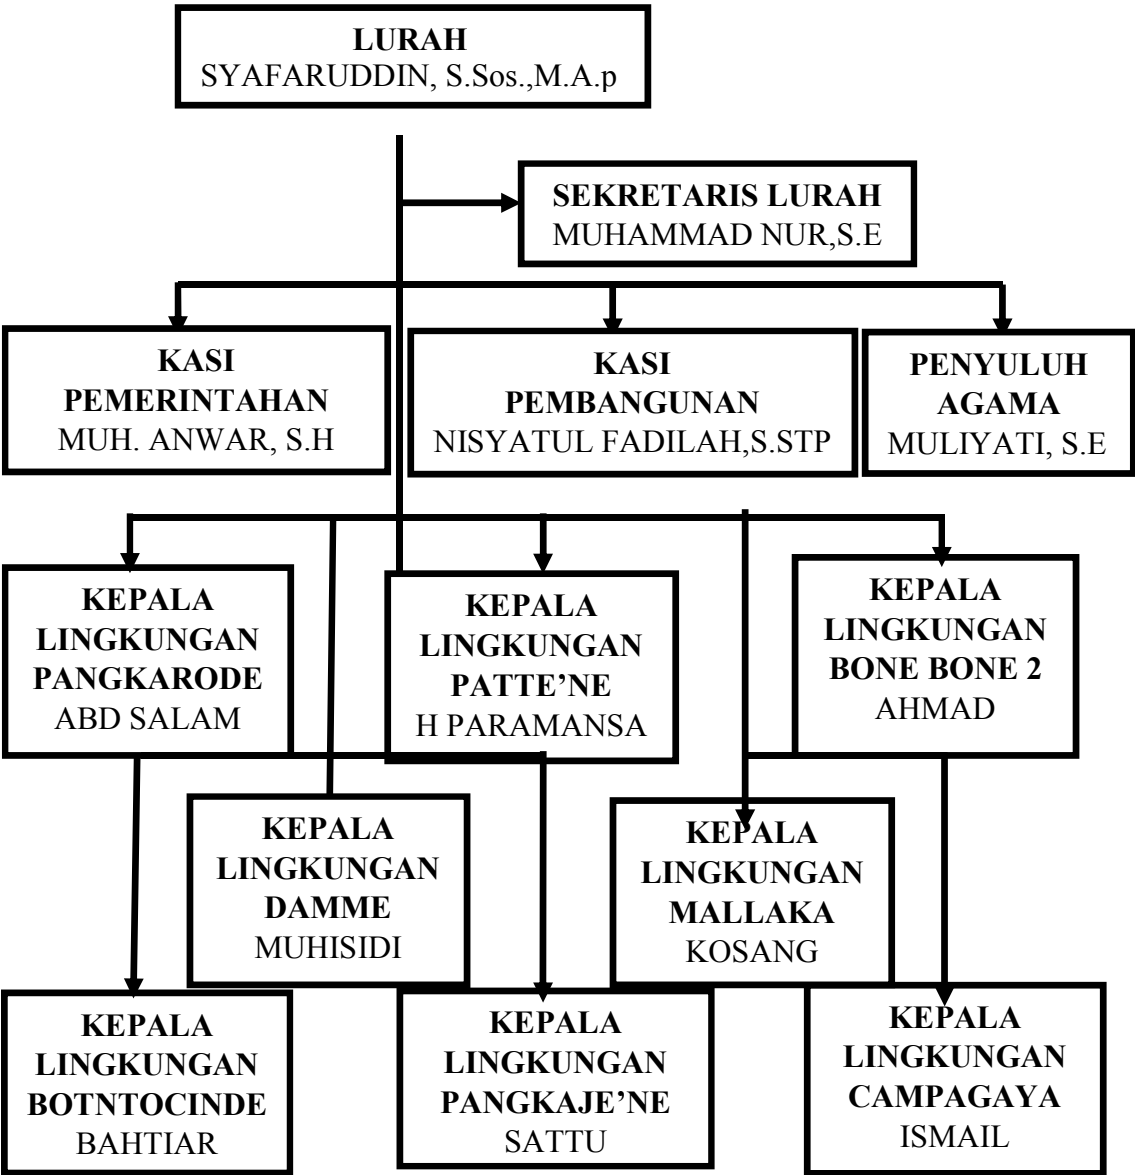 LURAH
SYAFARUDDIN, S.Sos.,M.A.p
SEKRETARIS LURAH
MUHAMMAD NUR,S.E
KASI
PEMERINTAHAN
MUH. ANWAR, S.H
KASI
PEMBANGUNAN
NISYATUL FADILAH,S.STP
PENYULUH
AGAMA
MULIYATI, S.E
KEPALA
LINGKUNGAN
PANGKARODE
ABD SALAM
KEPALA
LINGKUNGAN
PATTE’NE
H PARAMANSA
KEPALA
LINGKUNGAN
BONE BONE 2
AHMAD
KEPALA
LINGKUNGAN
DAMME
MUHISIDI
KEPALA
LINGKUNGAN
MALLAKA
KOSANG
KEPALA
LINGKUNGAN
BOTNTOCINDE
BAHTIAR
KEPALA
LINGKUNGAN
PANGKAJE’NE
SATTU
KEPALA
LINGKUNGAN
CAMPAGAYA
ISMAIL